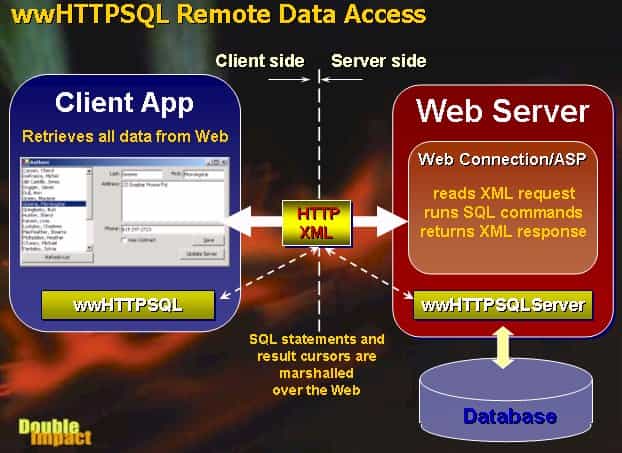 wwHTTPSQL Remote Data Access
Client side
Server side
Client App
Retrieves all data from Web
Authors
Last:
First:
Address:
Phone:
Has Contract
Save
Refresh List
Update Server
wwHTTPSQL
HTTP
XML
SQL statements and
result cursors are
marshalled
over the Web
Web Server
Web Connection/ASP
reads XML request
runs SQL commands
returns XML response
wwHTTPSQLServer
Database
Double
Impact